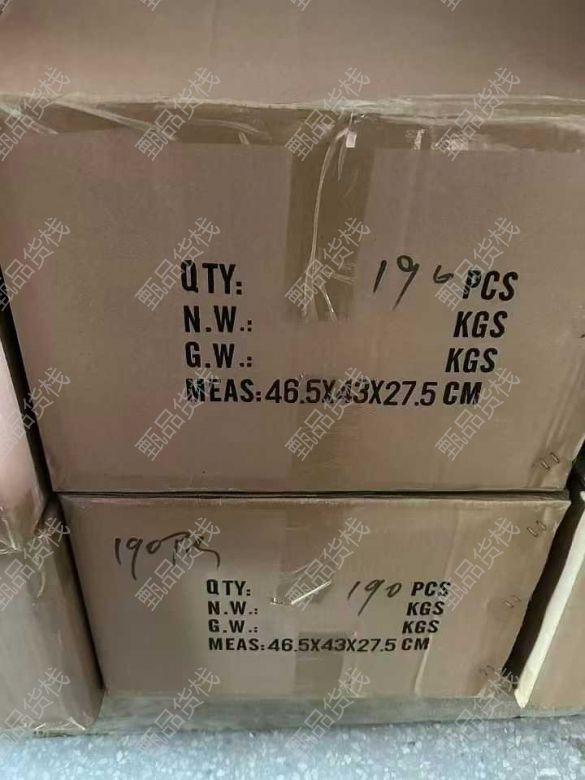 QTY: 196 PCS
N.W.: KGS
G.W.: KGS
MEAS: 46.5X43X27.5 CM
190
QTY: 190 PCS
N.W.: KGS
G.W.: KGS
MEAS: 46.5X43X27.5 CM
甄品货栈